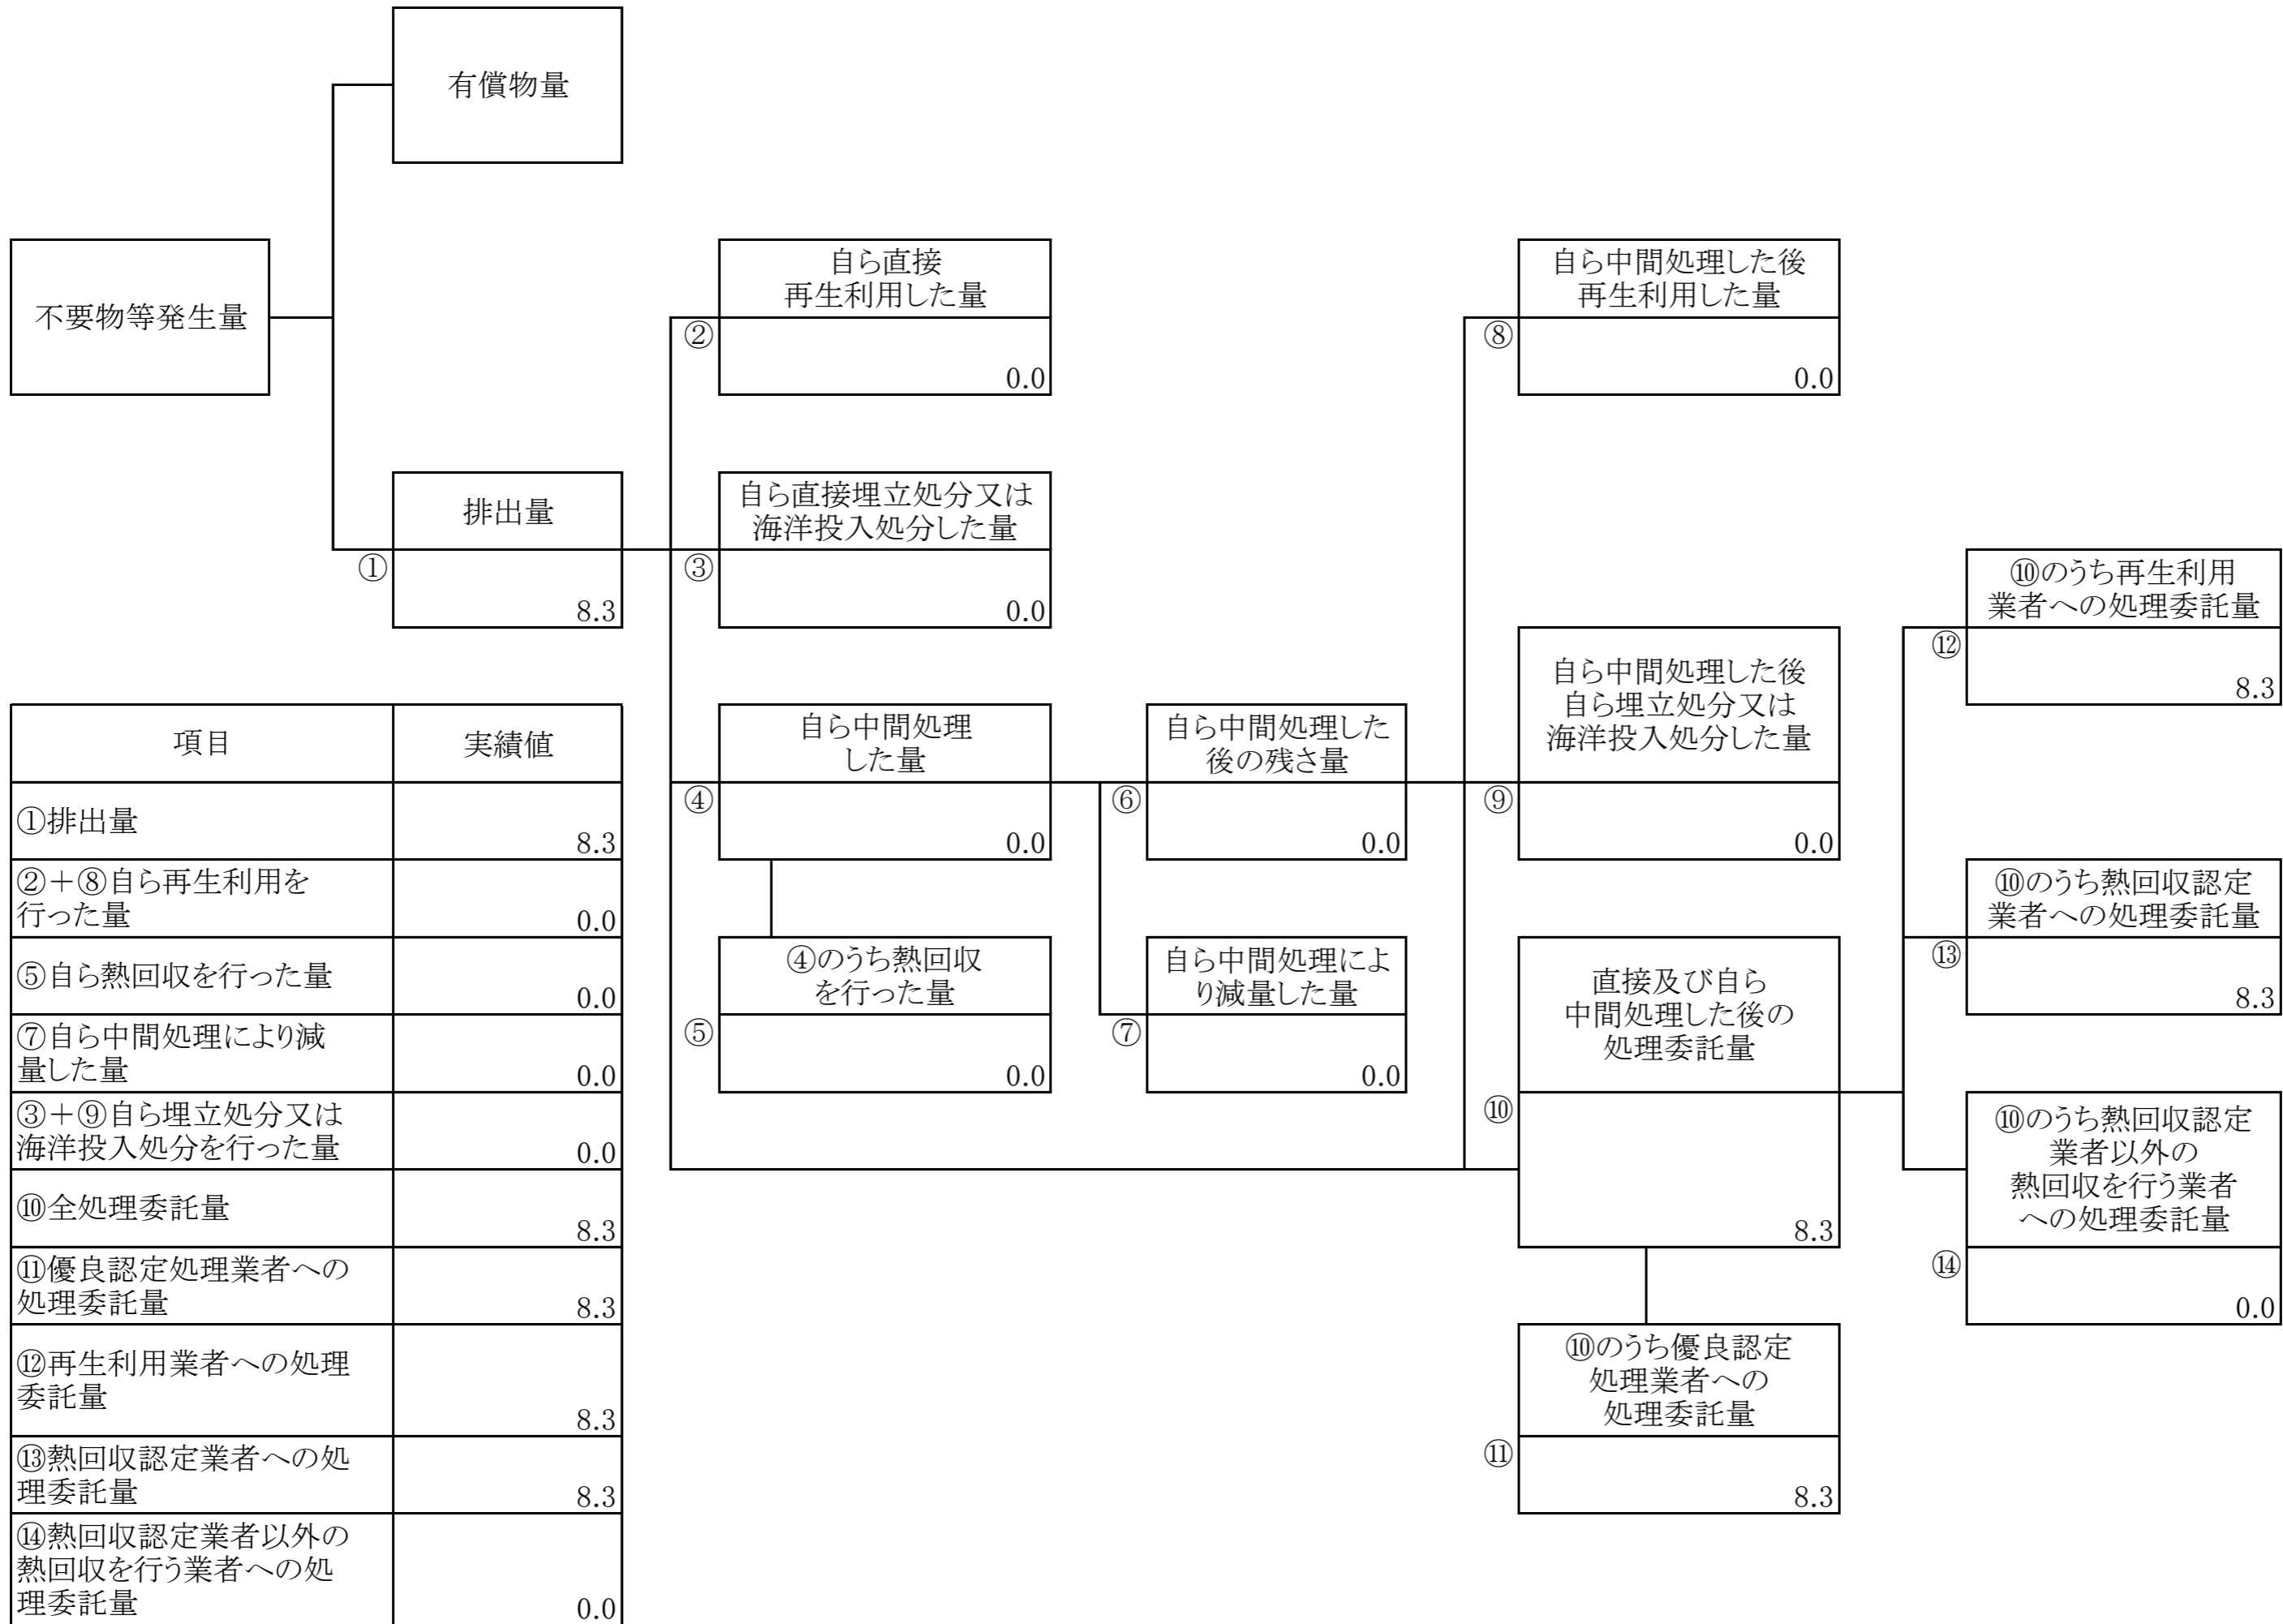 有償物量
不要物等発生量
自ら直接
再生利用した量
②
0.0
自ら中間処理した後
再生利用した量
⑧
0.0
排出量
①
8.3
自ら直接埋立処分又は
海洋投入処分した量
③
0.0
⑩のうち再生利用
業者への処理委託量
⑫
8.3
自ら中間処理
した量
④
0.0
自ら中間処理した
後の残さ量
⑥
0.0
自ら中間処理した後
自ら埋立処分又は
海洋投入処分した量
⑨
0.0
⑩のうち熱回収認定
業者への処理委託量
⑬
8.3
④のうち熱回収
を行った量
⑤
0.0
自ら中間処理によ
り減量した量
⑦
0.0
直接及び自ら
中間処理した後の
処理委託量
⑩
8.3
⑩のうち熱回収認定
業者以外の
熱回収を行う業者
への処理委託量
⑭
0.0
⑩のうち優良認定
処理業者への
処理委託量
⑪
8.3
項目 実績値
①排出量
8.3
②+⑧自ら再生利用を
行った量
0.0
⑤自ら熱回収を行った量
0.0
⑦自ら中間処理により減
量した量
0.0
③+⑨自ら埋立処分又は
海洋投入処分を行った量
0.0
⑩全処理委託量
8.3
⑪優良認定処理業者への
処理委託量
8.3
⑫再生利用業者への処理
委託量
8.3
⑬熱回収認定業者への処
理委託量
8.3
⑭熱回収認定業者以外の
熱回収を行う業者への処
理委託量
0.0